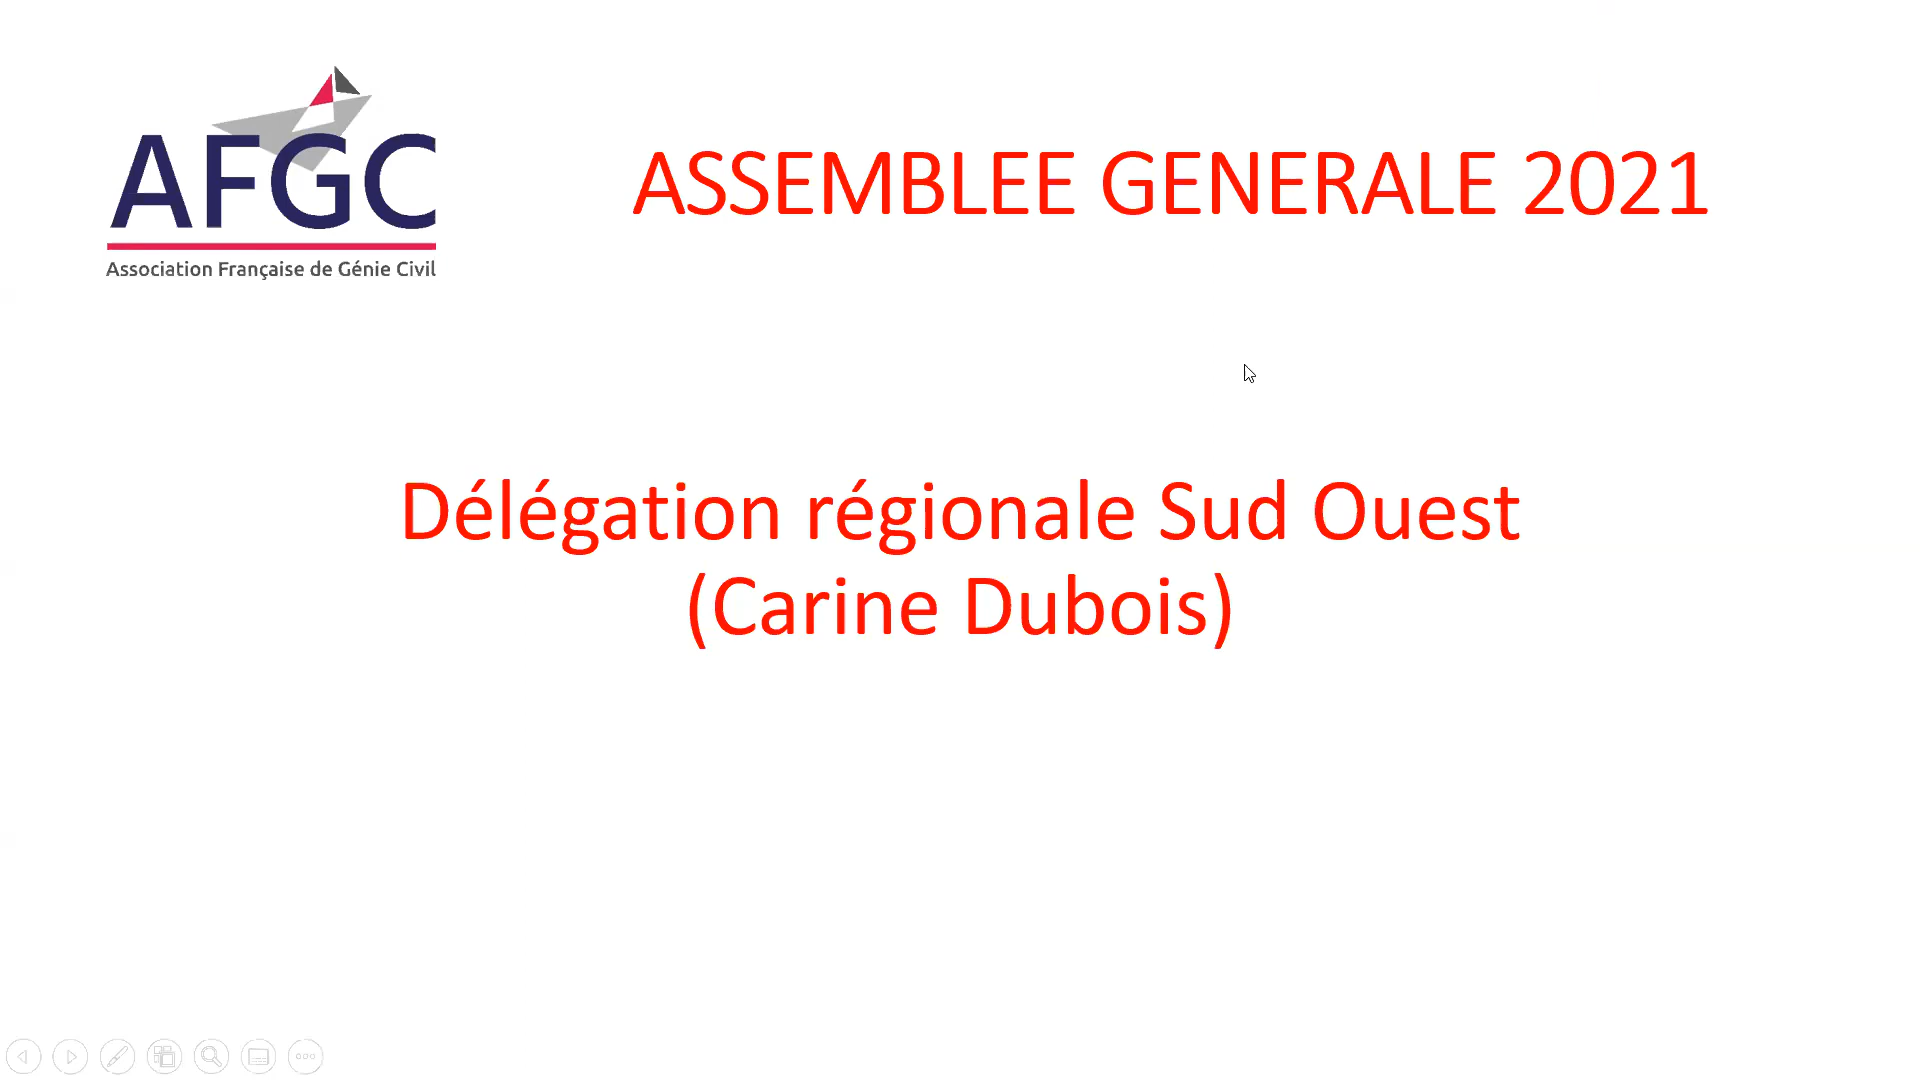 AFGC
Association Française de Génie Civil
ASSEMBLEE GENERALE 2021
Délégation régionale Sud Ouest
(Carine Dubois)